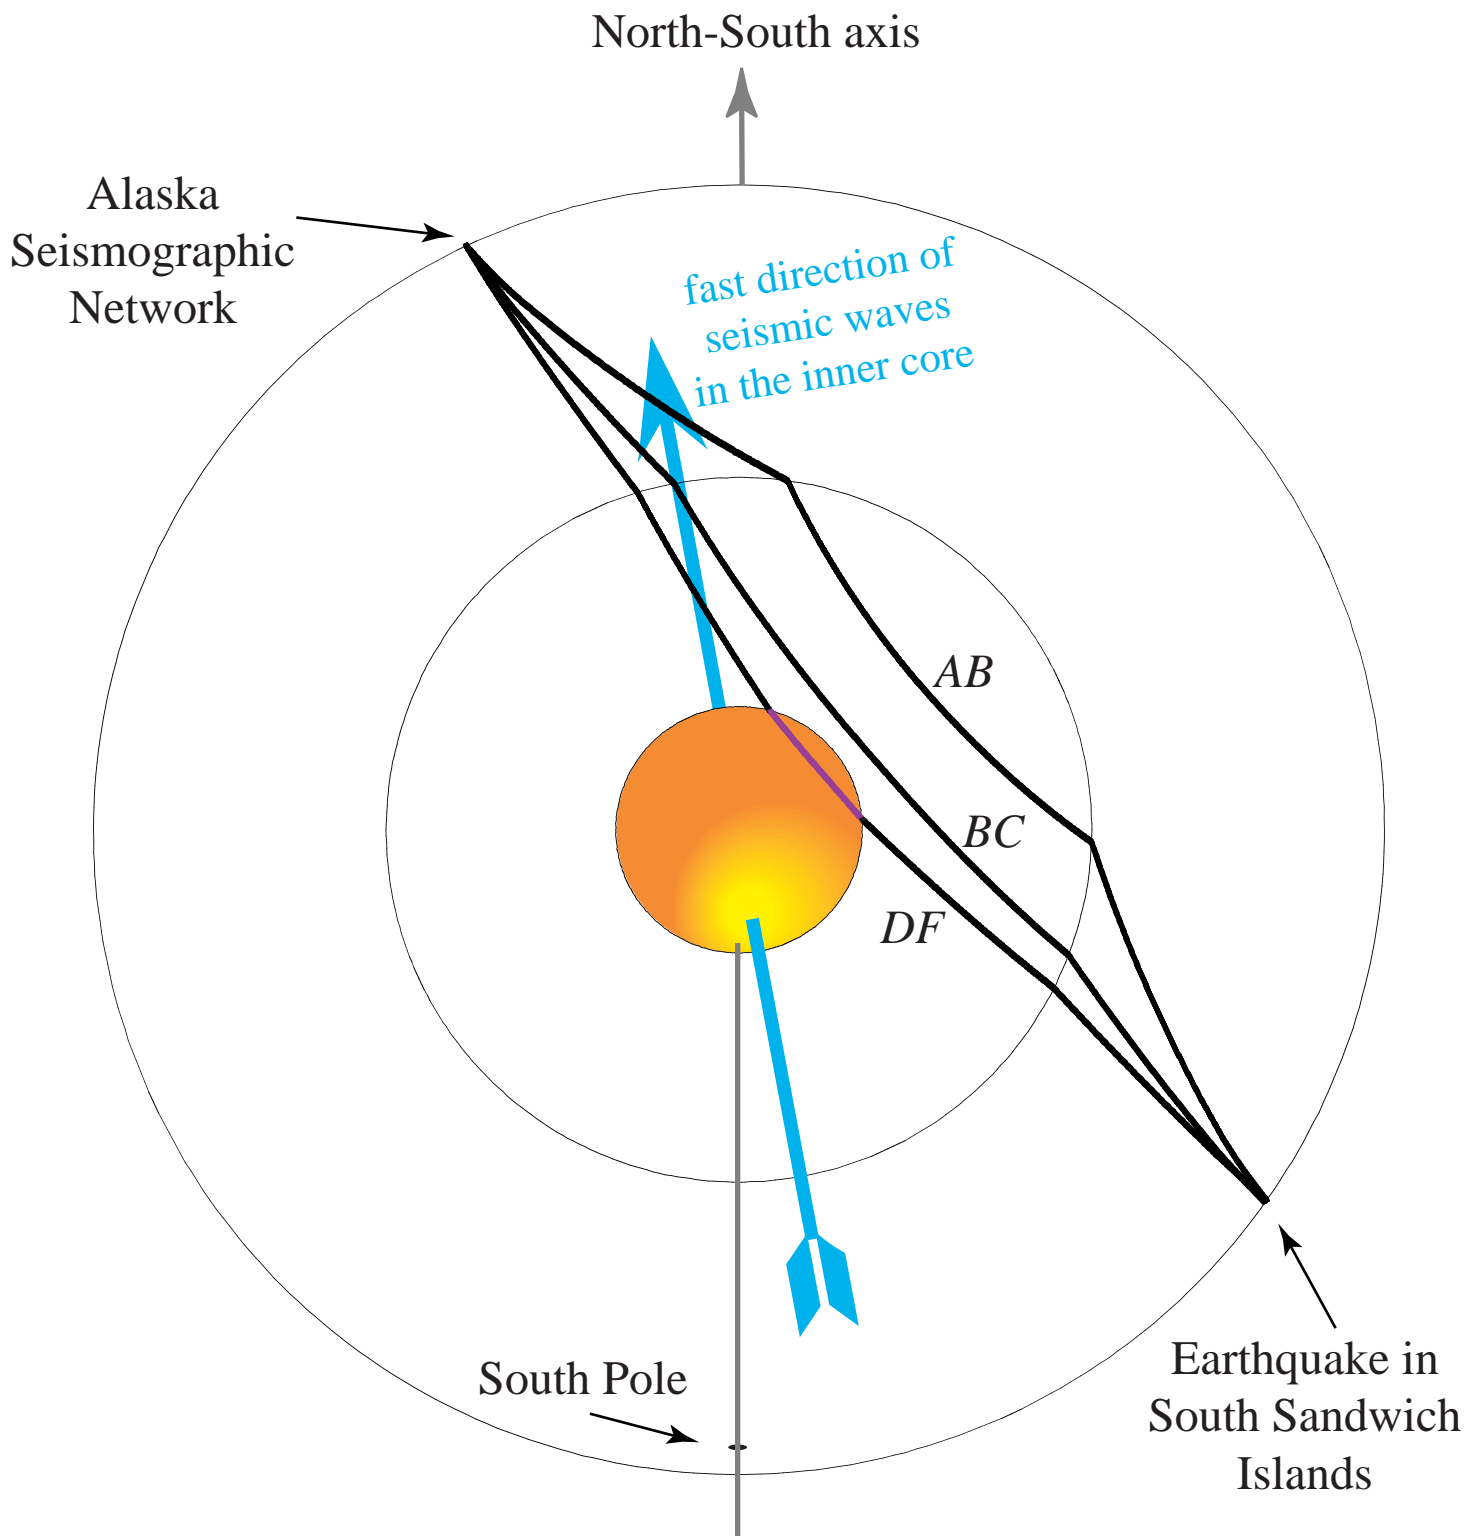 North-South axis
Alaska
Seismographic
Network
fast direction of
seismic waves
in the inner core
AB
BC
DF
South Pole
Earthquake in
South Sandwich
Islands